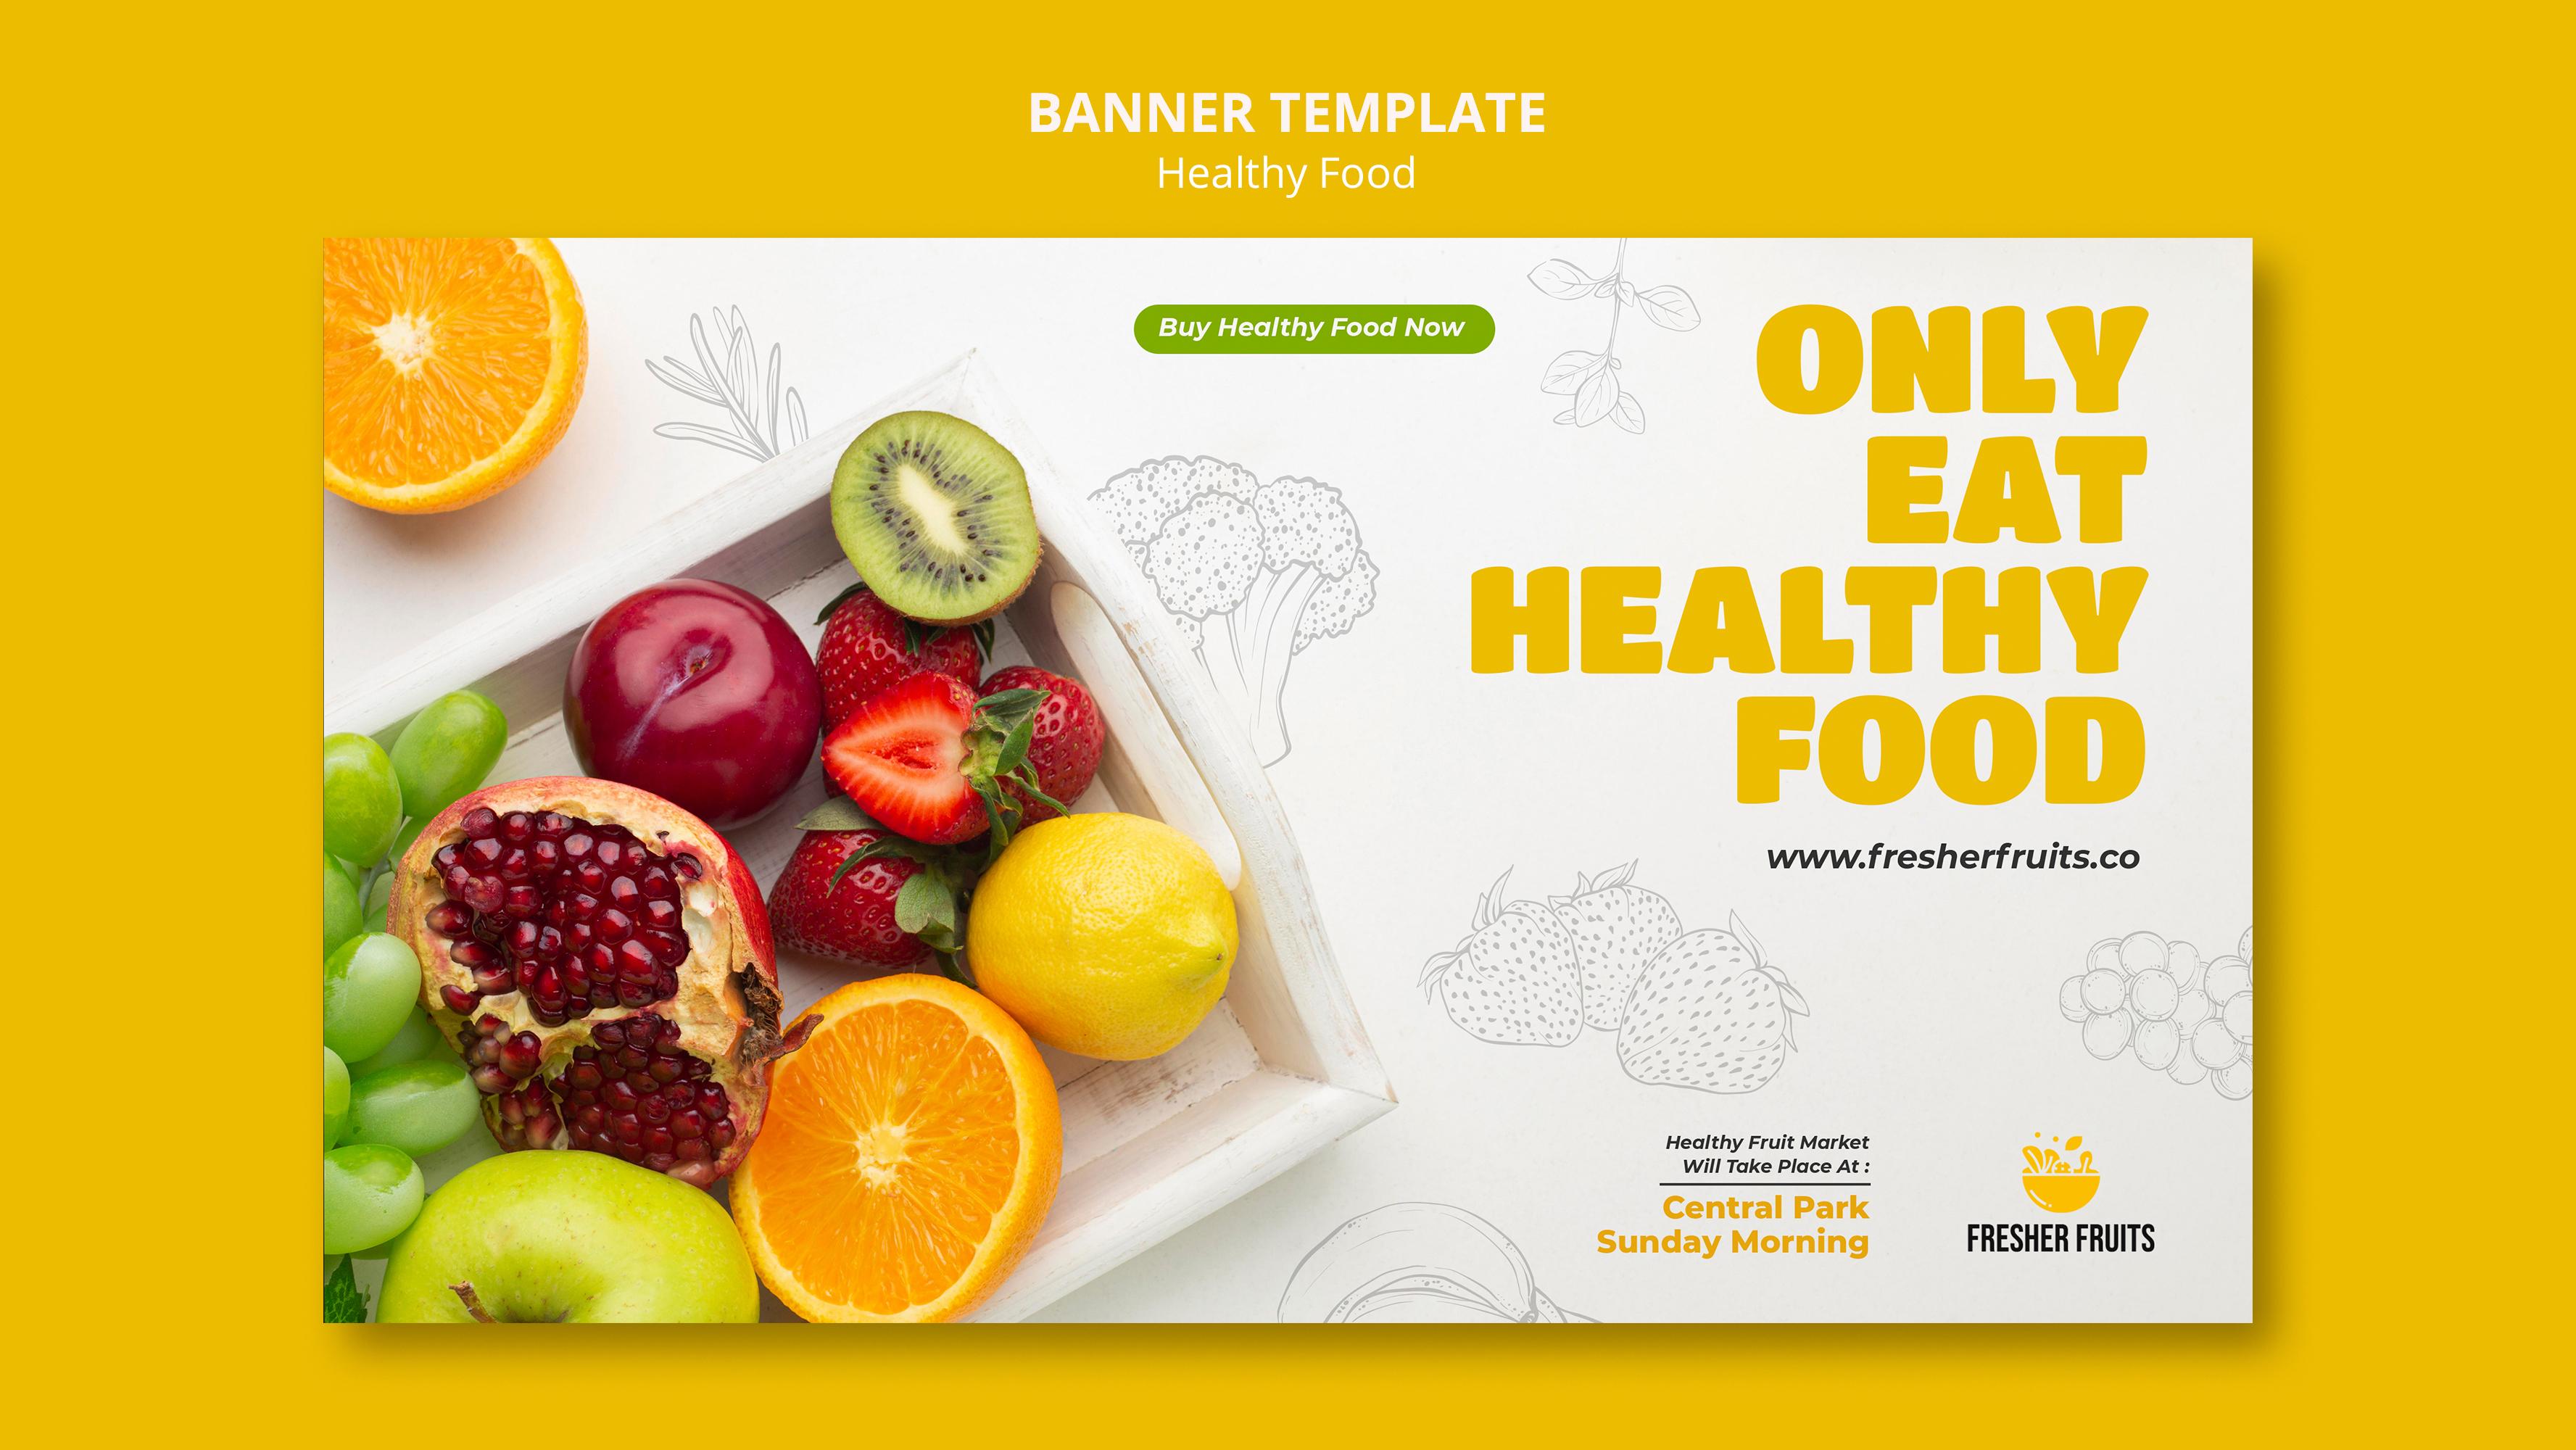 BANNER TEMPLATE
Healthy Food
Buy Healthy Food Now
ONLY
EAT
HEALTHY
FOOD
www.fresherfruits.co
Healthy Fruit Market
Will Take Place At :
Central Park
Sunday Morning
FRESHER FRUITS